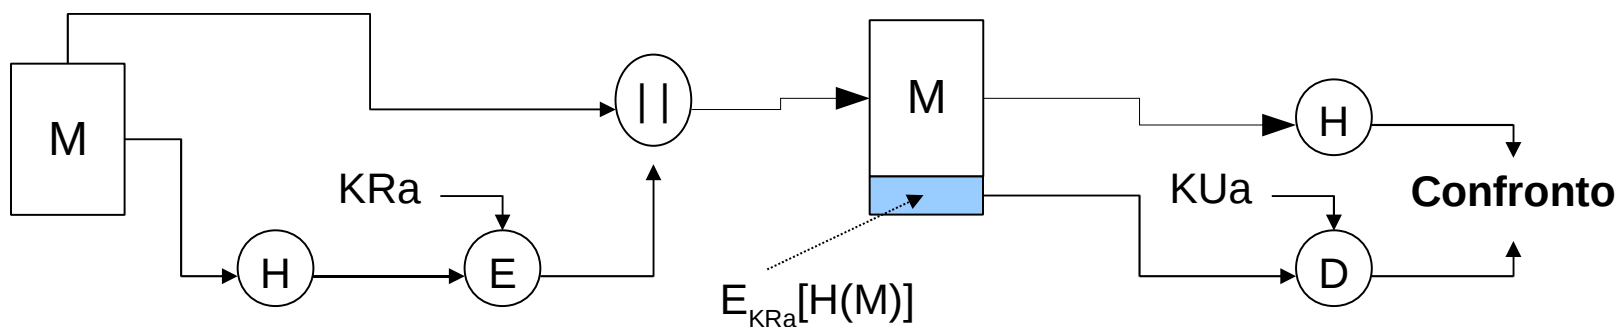 M
H
KRa
E
||
M
E_KRa[H(M)]
H
KUa
D
Confronto